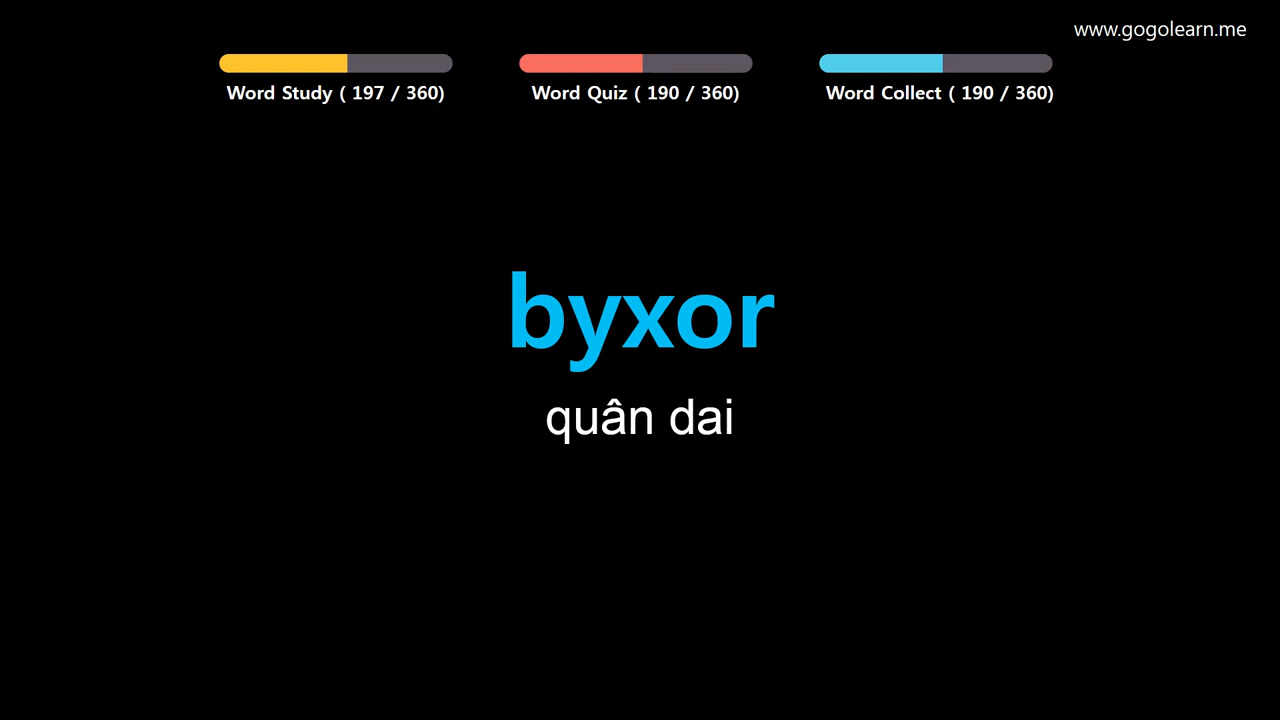 www.gogolearn.me
Word Study ( 197 / 360)
Word Quiz ( 190 / 360)
Word Collect ( 190 / 360)
byxor
quân dai